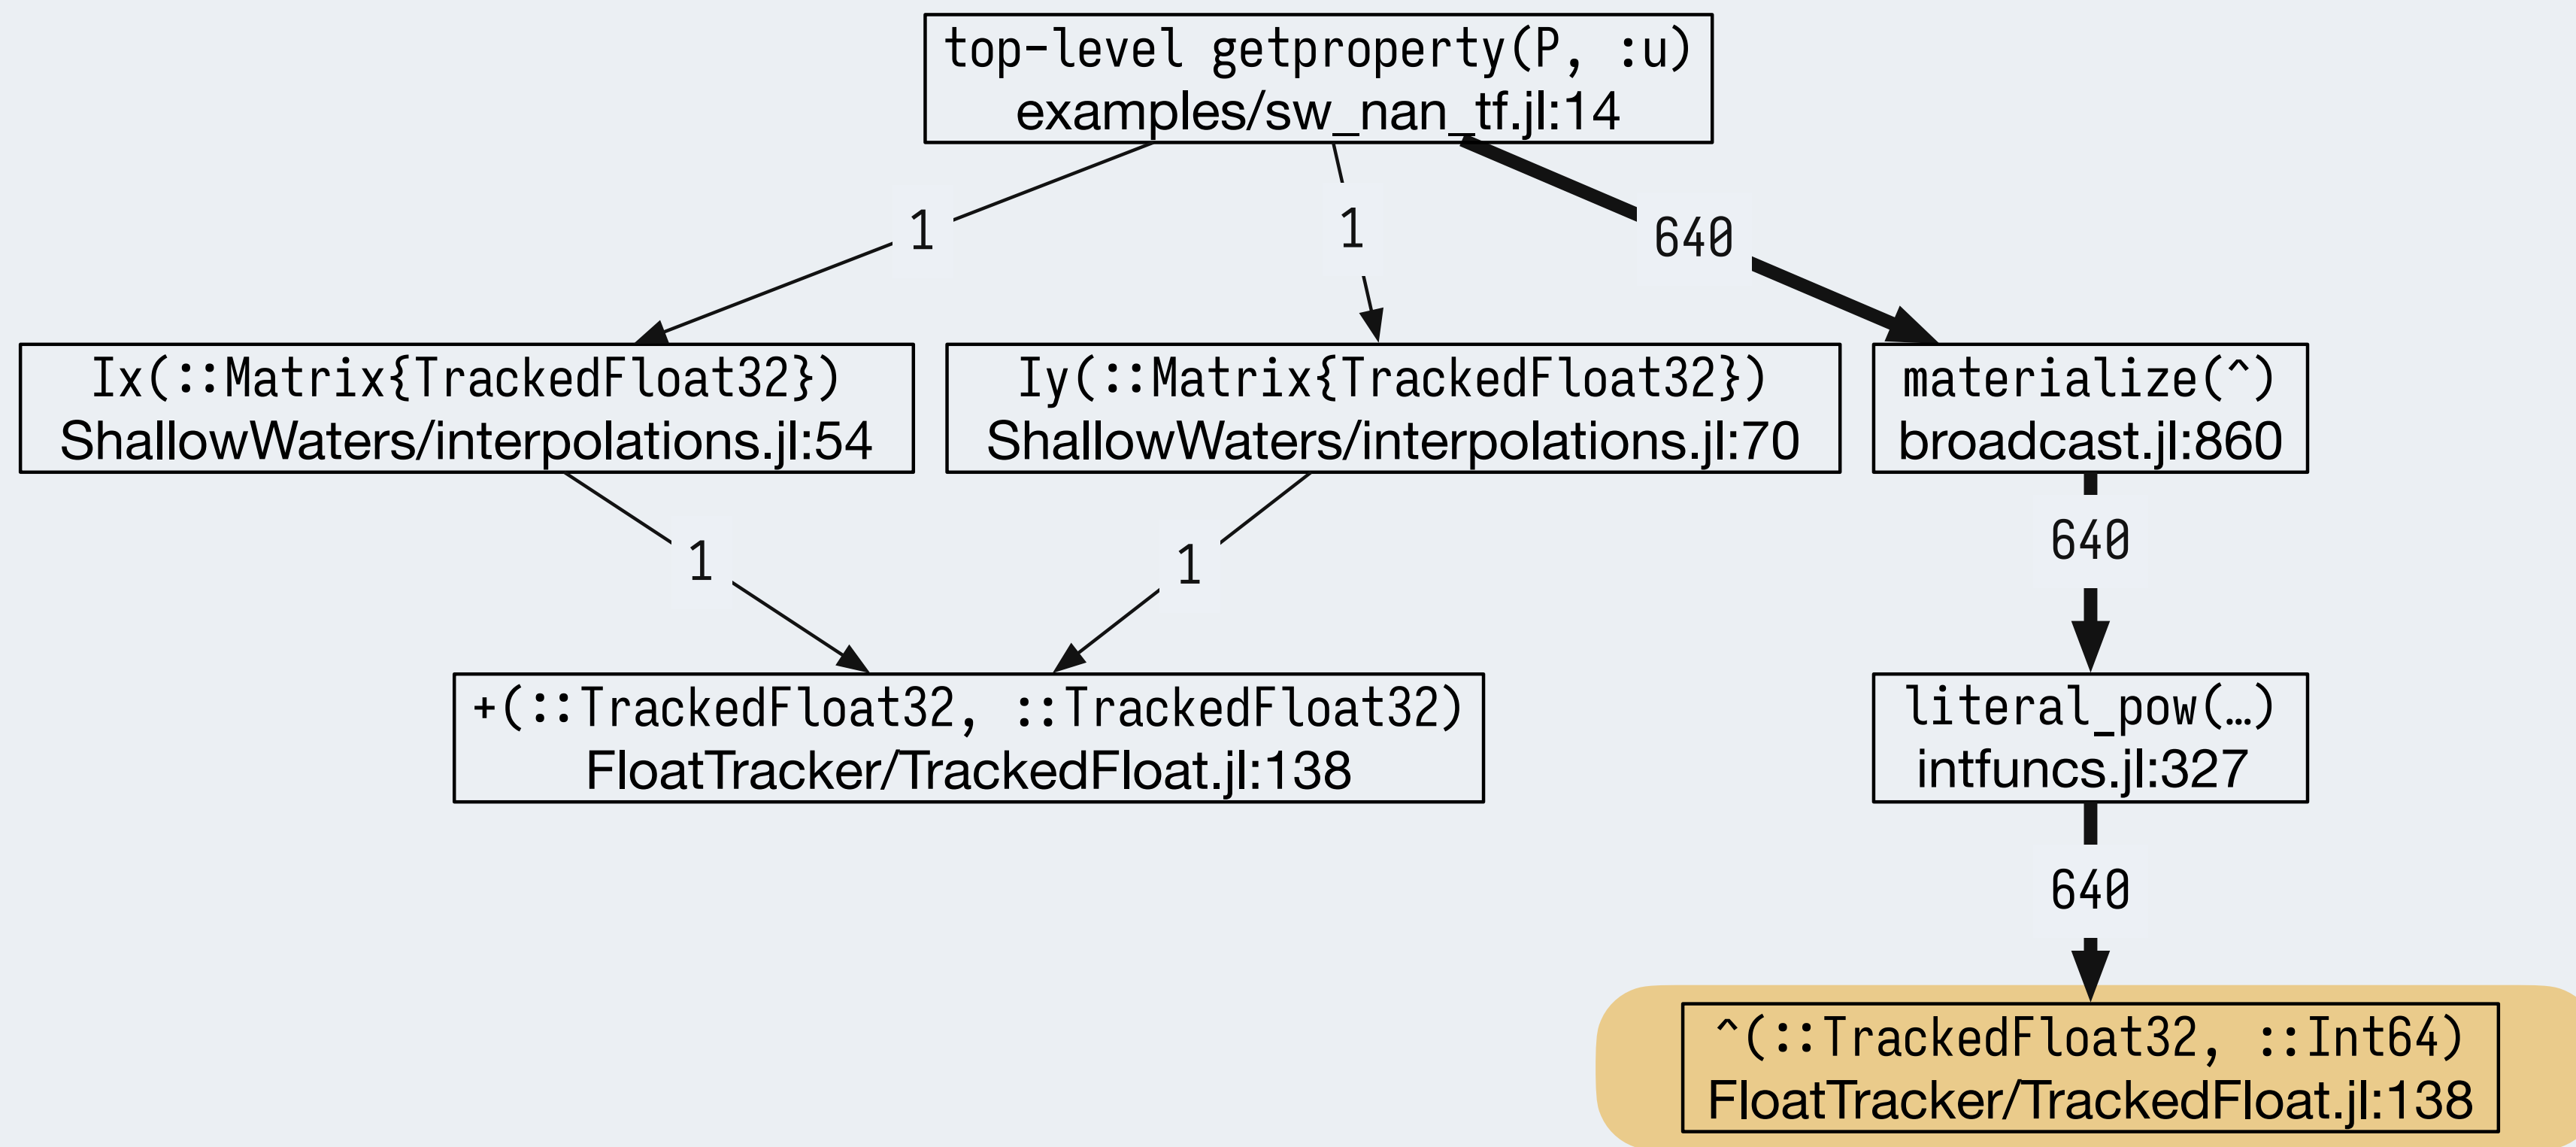 top-level getproperty(P, :u)
examples/sw_nan_tf.jl:14
1
1
640
Ix(::Matrix{TrackedFloat32})
ShallowWaters/interpolations.jl:54
Iy(::Matrix{TrackedFloat32})
ShallowWaters/interpolations.jl:70
materialize(^)
broadcast.jl:860
1
1
640
+(::TrackedFloat32, ::TrackedFloat32)
FloatTracker/TrackedFloat.jl:138
literal_pow(…)
intfuncs.jl:327
640
^(::TrackedFloat32, ::Int64)
FloatTracker/TrackedFloat.jl:138